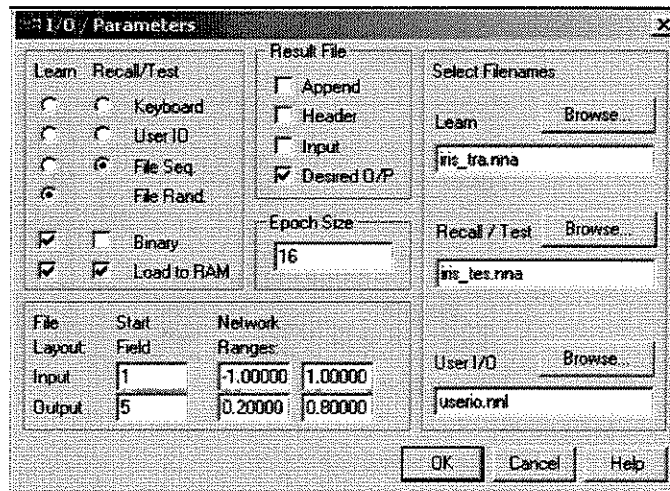 I/O / Parameters
Learn Recall/Test
Keyboard
User IO
File Seq.
File Rand.
Binary
Load to RAM
Result File
Append
Header
Input
Desired O/P
Epoch Size
16
Select Filenames
Learn Browse...
iris_tra.nna
Recall / Test Browse...
iris_tes.nna
User I/O Browse...
userio.nnl
File Start Network
Layout: Field Ranges:
Input 1 -1.00000 1.00000
Output 5 0.20000 0.80000
OK Cancel Help